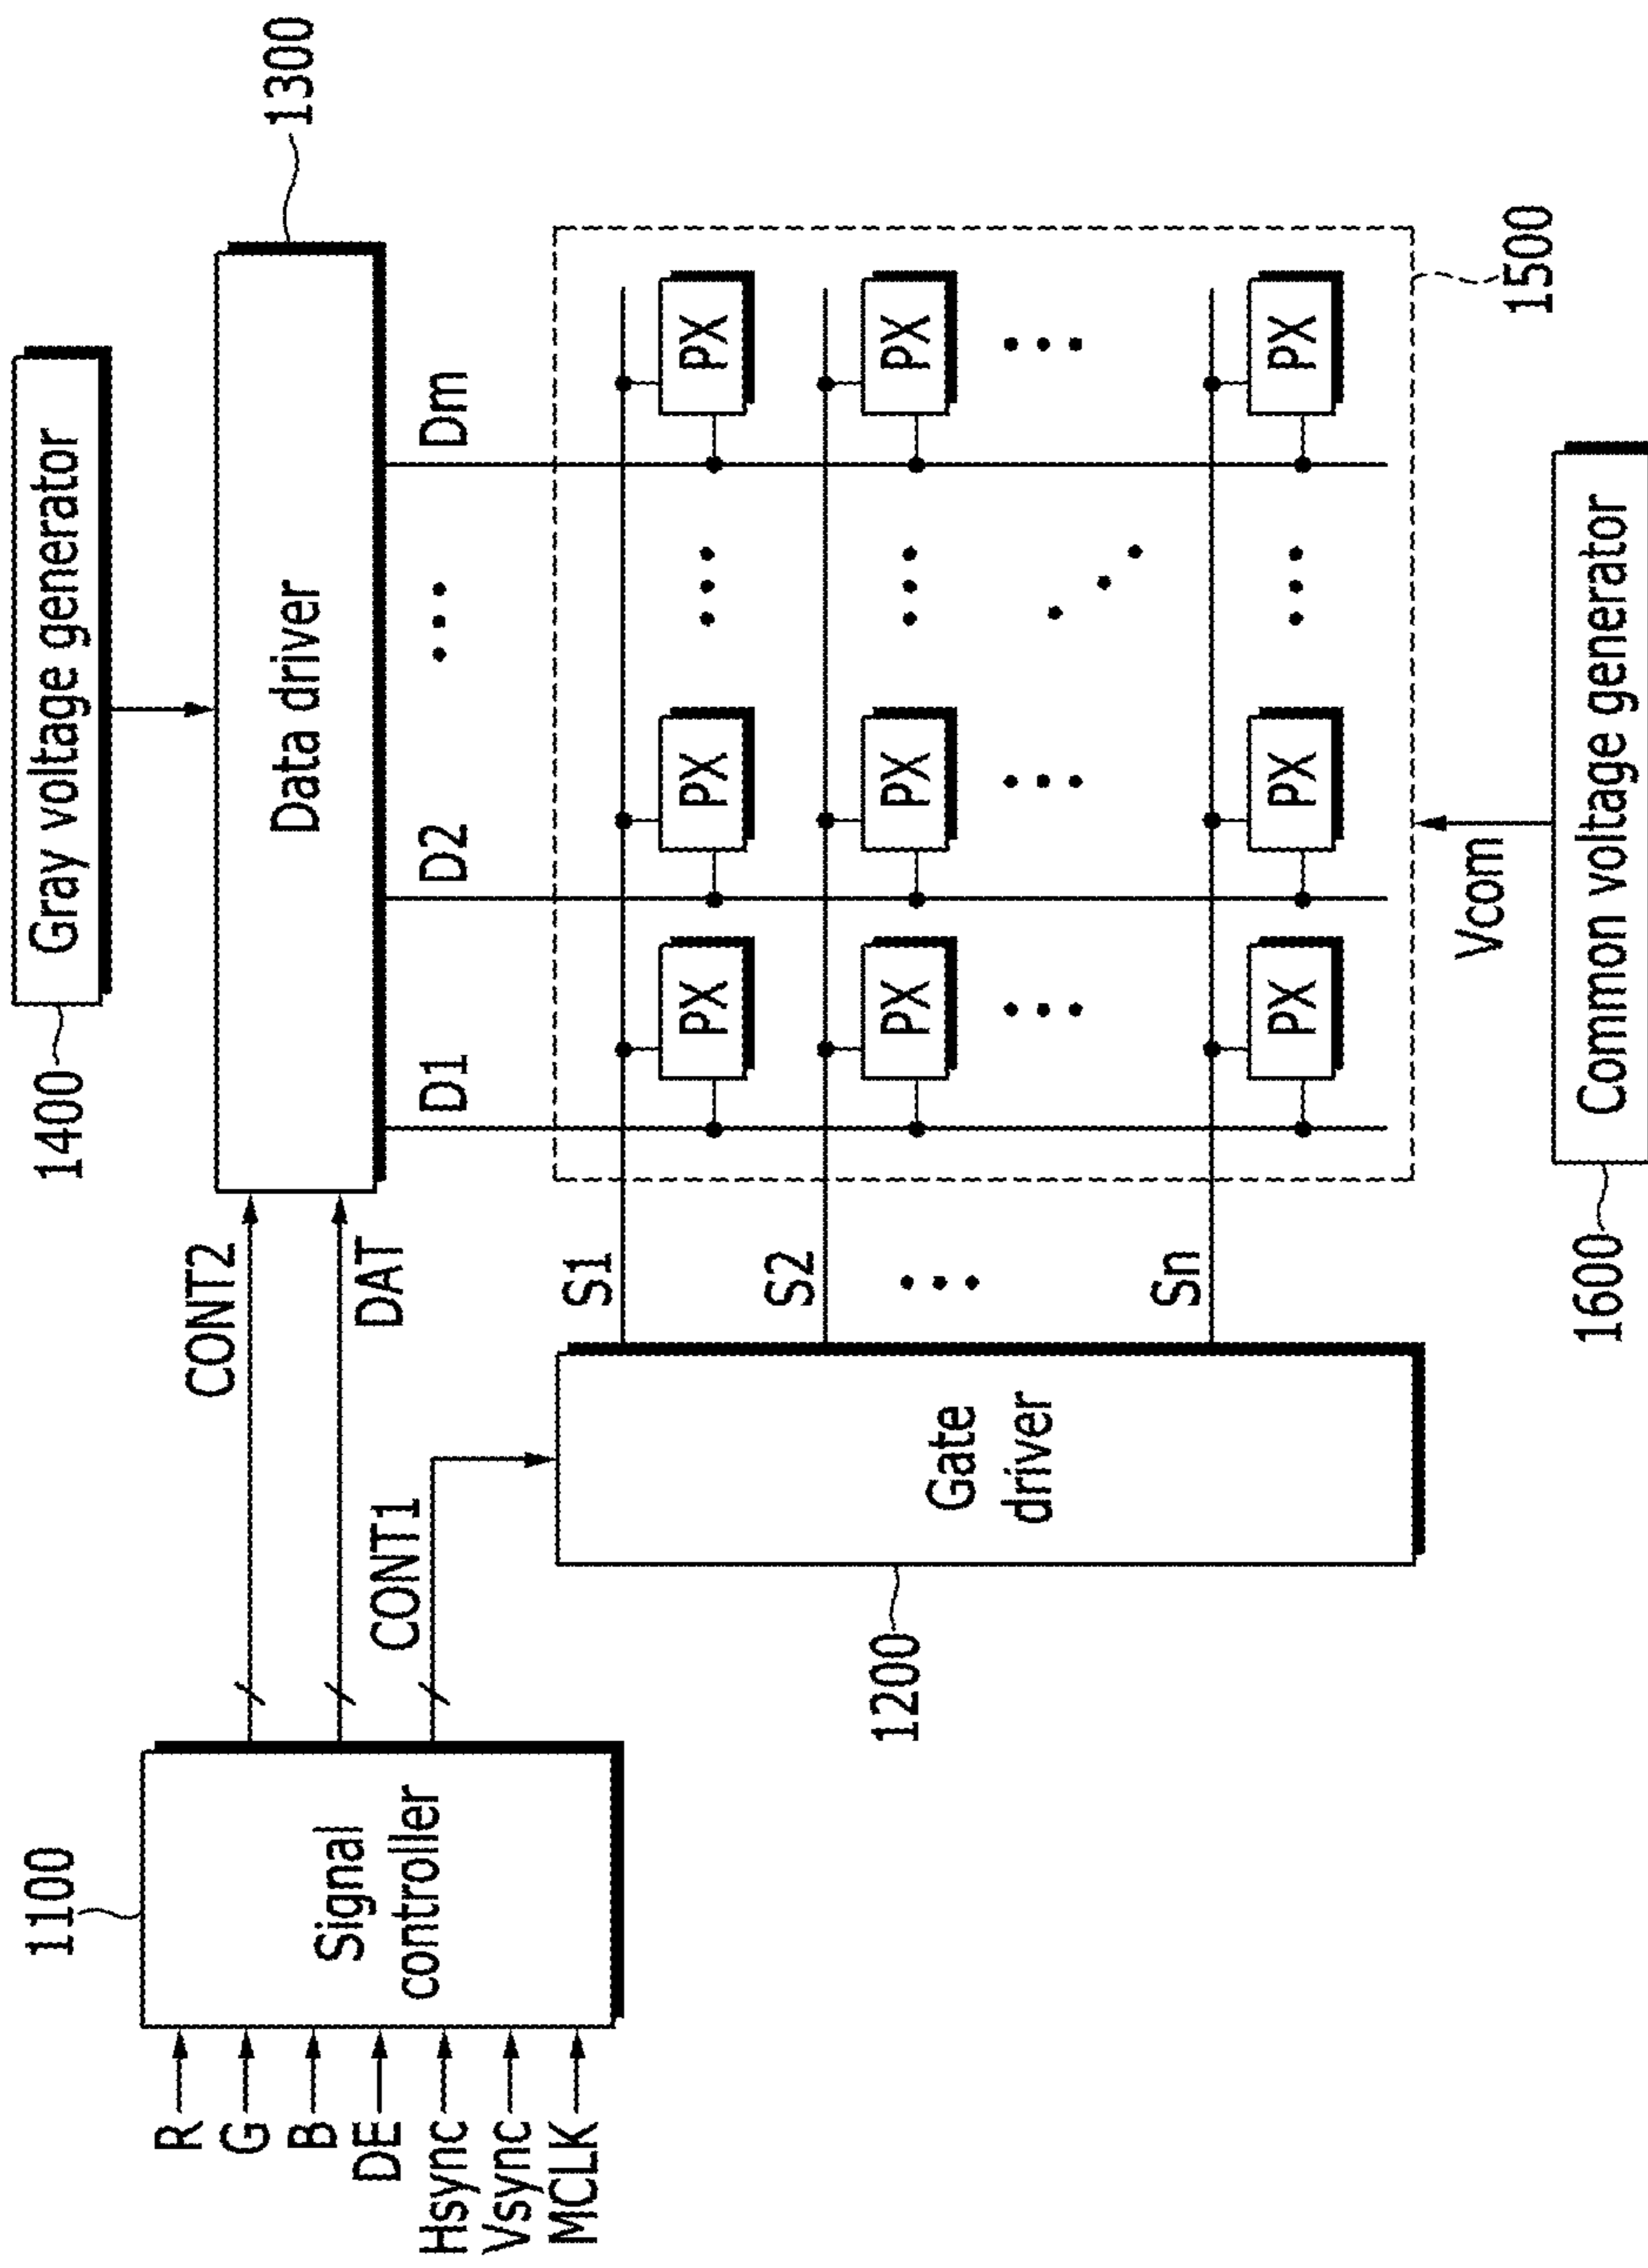 1400
Gray voltage generator
1300
Data driver
1100
Signal
controller
R
G
B
DE
Hsync
Vsync
MCLK
CONT2
DAT
CONT1
D1
D2
Dm
1200
Gate
driver
S1
S2
Sn
PX
PX
PX
PX
PX
PX
PX
PX
PX
1500
Vcom
1600
Common voltage generator